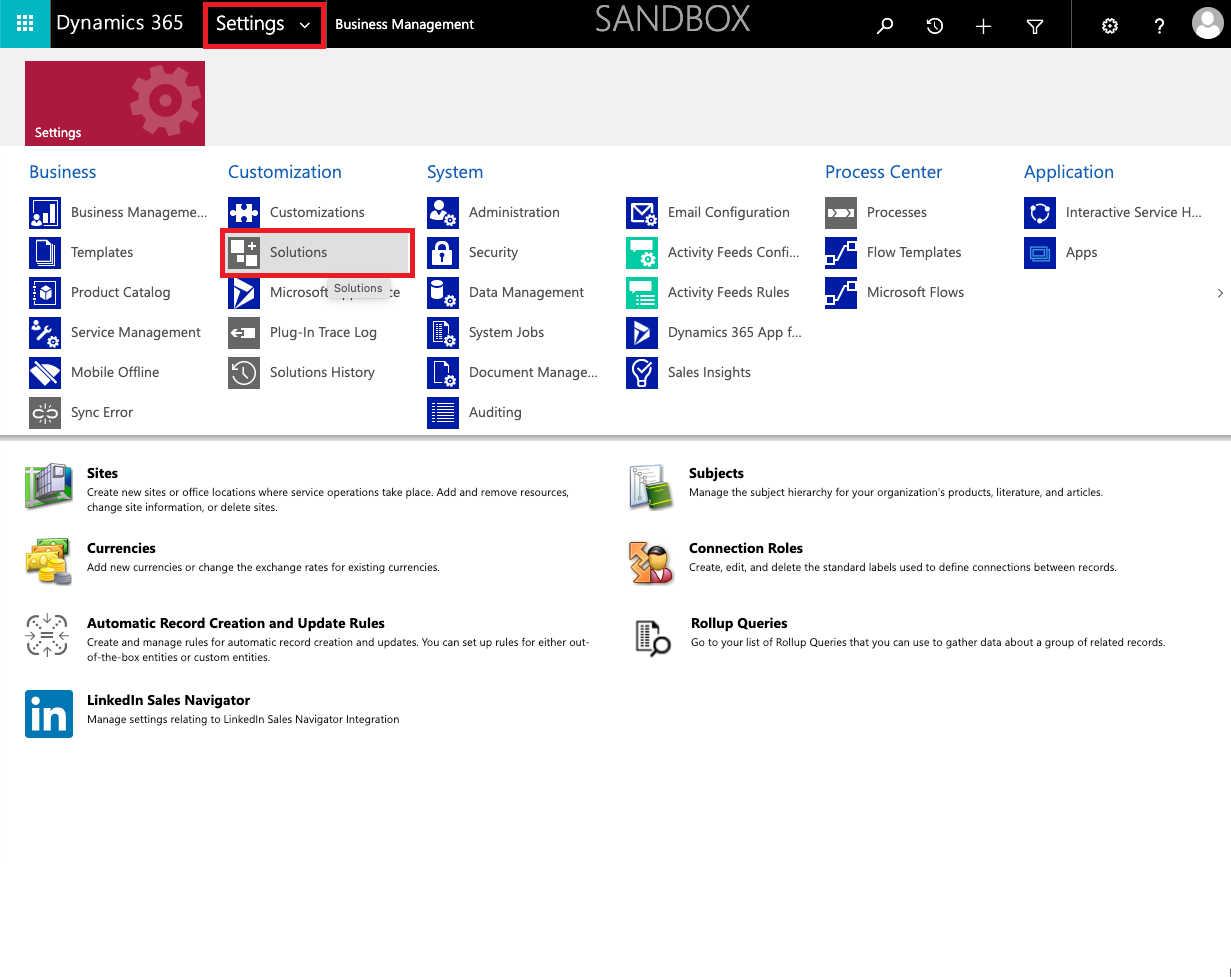 Dynamics 365
Settings
Business Management
SANDBOX
?
Settings
Business
Business Manageme...
Templates
Product Catalog
Service Management
Mobile Offline
Sync Error
Customization
Customizations
Solutions
Solutions
Microsoft
ce
Plug-In Trace Log
Solutions History
System
Administration
Security
Data Management
System Jobs
Document Manage...
Auditing
Email Configuration
Activity Feeds Confi...
Activity Feeds Rules
Dynamics 365 App f...
Sales Insights
Process Center
Processes
Flow Templates
Microsoft Flows
Application
Interactive Service H...
Apps
Sites
Create new sites or office locations where service operations take place. Add and remove resources,
change site information, or delete sites.
Subjects
Manage the subject hierarchy for your organization's products, literature, and articles.
Currencies
Add new currencies or change the exchange rates for existing currencies.
Connection Roles
Create, edit, and delete the standard labels used to define connections between records.
Automatic Record Creation and Update Rules
Create and manage rules for automatic record creation and updates. You can set up rules for either out-
of-the-box entities or custom entities.
Rollup Queries
Go to your list of Rollup Queries that you can use to gather data about a group of related records.
in
LinkedIn Sales Navigator
Manage settings relating to LinkedIn Sales Navigator Integration